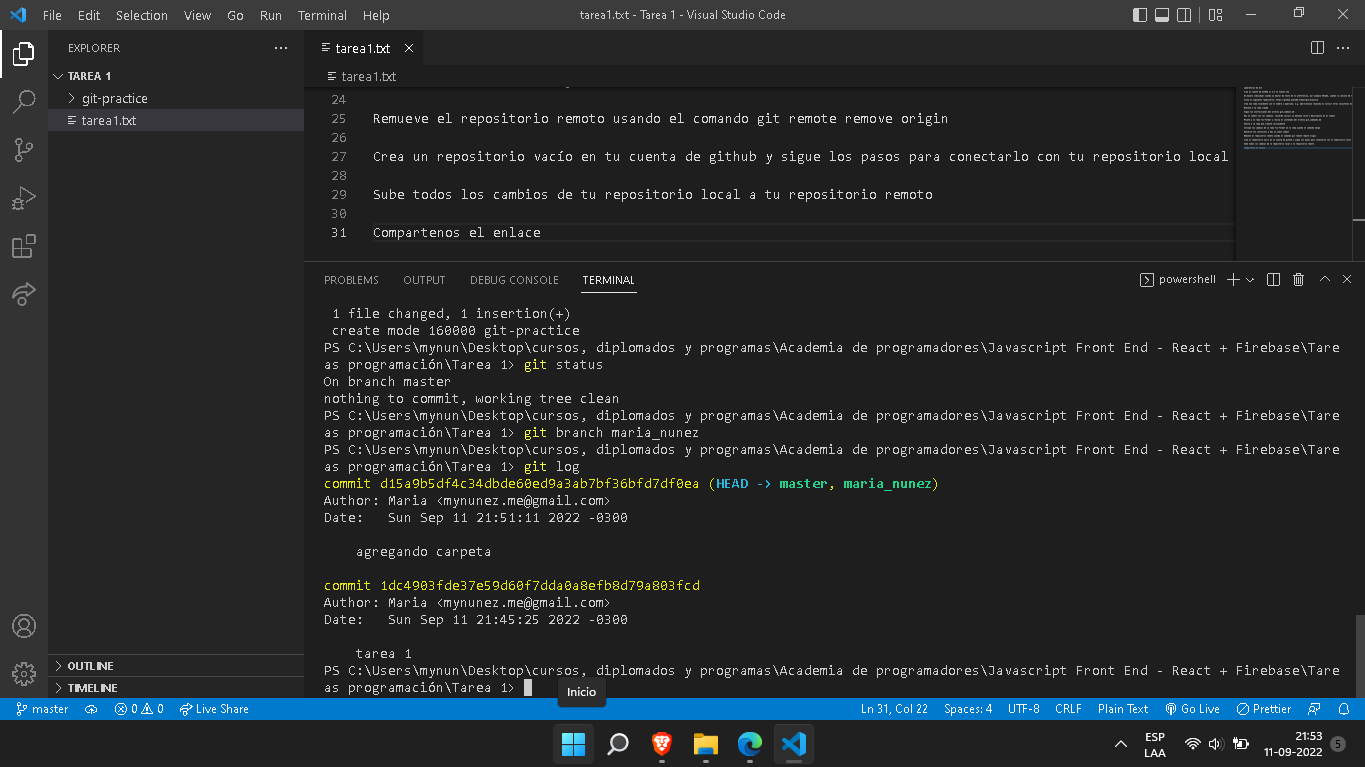 File Edit Selection View Go Run Terminal Help tarea1.txt - Tarea 1 - Visual Studio Code
EXPLORER
TAREA 1
git-practice
tarea1.txt
OUTLINE
TIMELINE
tarea1.txt
tarea1.txt
24
25 Remueve el repositorio remoto usando el comando git remote remove origin
26
27 Crea un repositorio vacío en tu cuenta de github y sigue los pasos para conectarlo con tu repositorio local
28
29 Sube todos los cambios de tu repositorio local a tu repositorio remoto
30
31 Compartenos el enlace
PROBLEMS OUTPUT DEBUG CONSOLE TERMINAL powershell
1 file changed, 1 insertion(+)
create mode 160000 git-practice
PS C:\Users\mynun\Desktop\cursos, diplomados y programas\Academia de programadores\Javascript Front End - React + Firebase\Tare
as programación\Tarea 1> git status
On branch master
nothing to commit, working tree clean
PS C:\Users\mynun\Desktop\cursos, diplomados y programas\Academia de programadores\Javascript Front End - React + Firebase\Tare
as programación\Tarea 1> git branch maria_nunez
PS C:\Users\mynun\Desktop\cursos, diplomados y programas\Academia de programadores\Javascript Front End - React + Firebase\Tare
as programación\Tarea 1> git log
commit d15a9b5df4c34dbde60ed9a3ab7bf36bfd7df0ea (HEAD -> master, maria_nunez)
Author: Maria <mynunez.me@gmail.com>
Date:   Sun Sep 11 21:51:11 2022 -0300
agregando carpeta
commit 1dc4903fde37e59d60f7dda0a8efb8d79a803fcd
Author: Maria <mynunez.me@gmail.com>
Date:   Sun Sep 11 21:45:25 2022 -0300
tarea 1
PS C:\Users\mynun\Desktop\cursos, diplomados y programas\Academia de programadores\Javascript Front End - React + Firebase\Tare
as programación\Tarea 1>
Inicio
master 0 0 Live Share Ln 31, Col 22 Spaces: 4 UTF-8 CRLF Plain Text Go Live Prettier
ESP
LAA
21:53
11-09-2022
5